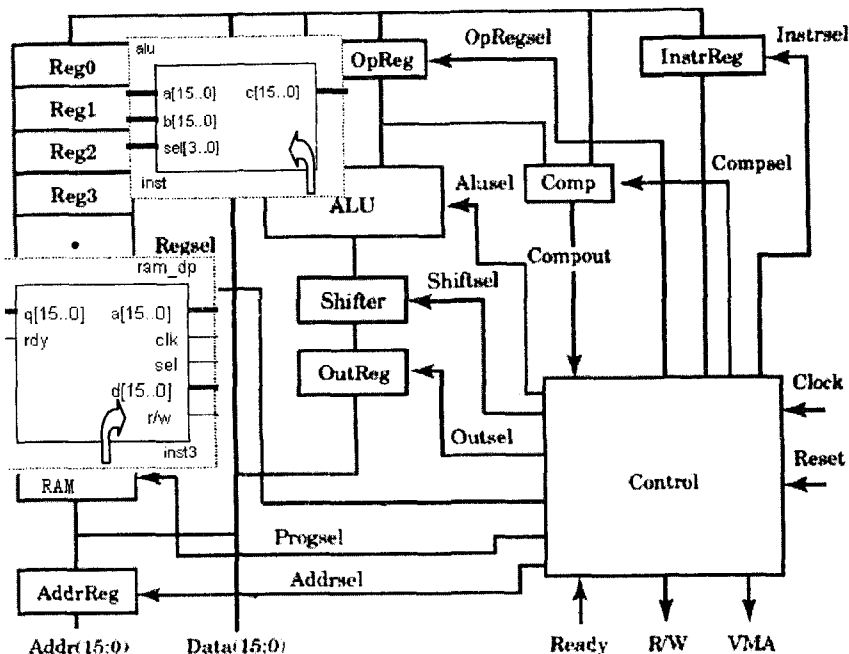 OpRegsel
Instrsel
alu
Reg0
OpReg
InstrReg
a[15..0]
c[15..0]
Reg1
b[15..0]
sel[3..0]
Reg2
Compsel
inst
Alusel
Comp
Reg3
ALU
Regsel
Compout
ram_dp
Shiftsel
q[15..0]
a[15..0]
Shifter
rdy
clk
sel
OutReg
d[15..0]
Clock
r/w
Outsel
inst3
Reset
RAM
Control
Progsel
Addrsel
AddrReg
Addr(15:0)
Data(15:0)
Ready
R/W
VMA